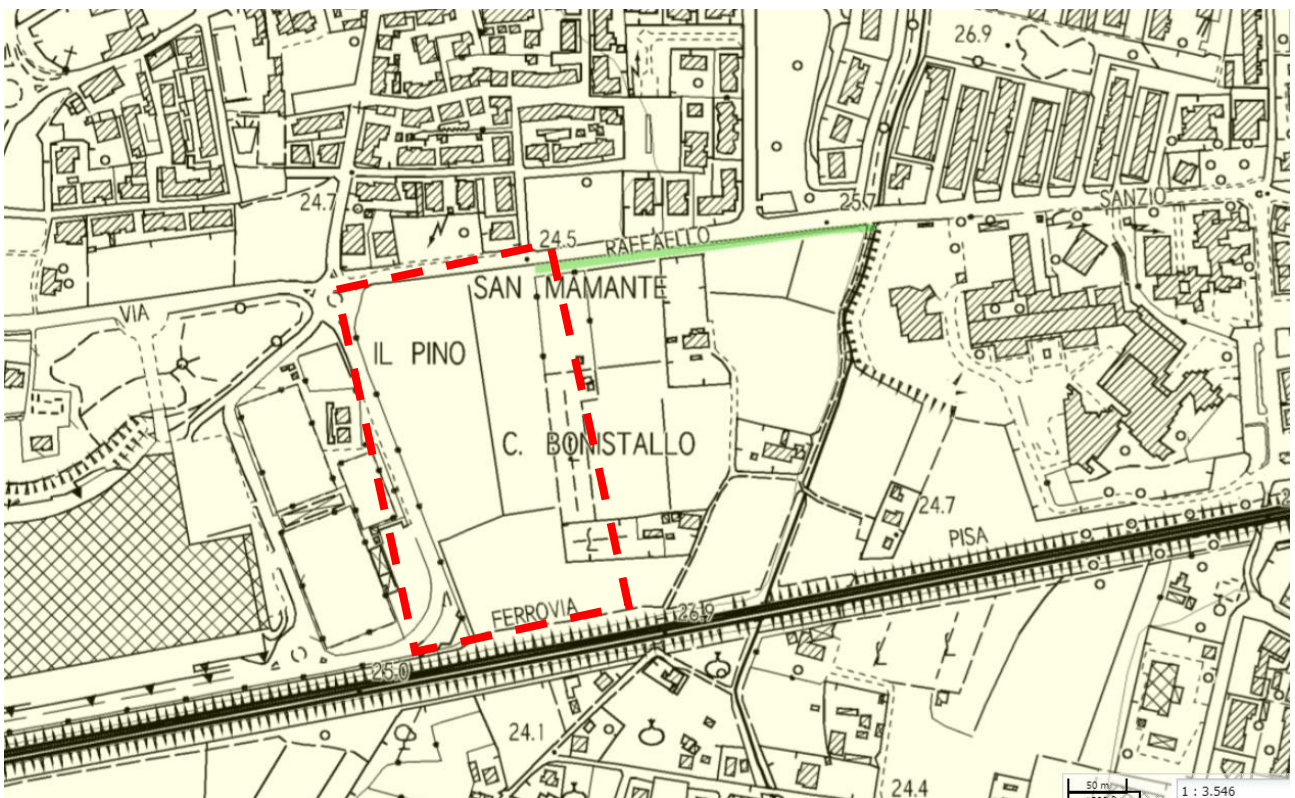 26.9
24.7
25.7
SANZIO
24.5
RAFFAELLO
SAN MAMANTE
VIA
IL PINO
C. BONISTALLO
24.7
PISA
FERROVIA
26.9
25.0
24.1
24.4
50 m
1 : 3.546